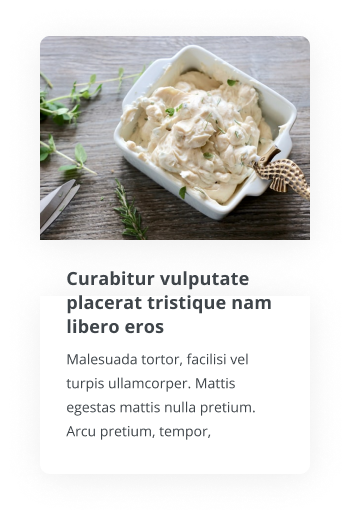 Curabitur vulputate
placerat tristique nam
libero eros
Malesuada tortor, facilisi vel
turpis ullamcorper. Mattis
egestas mattis nulla pretium.
Arcu pretium, tempor,